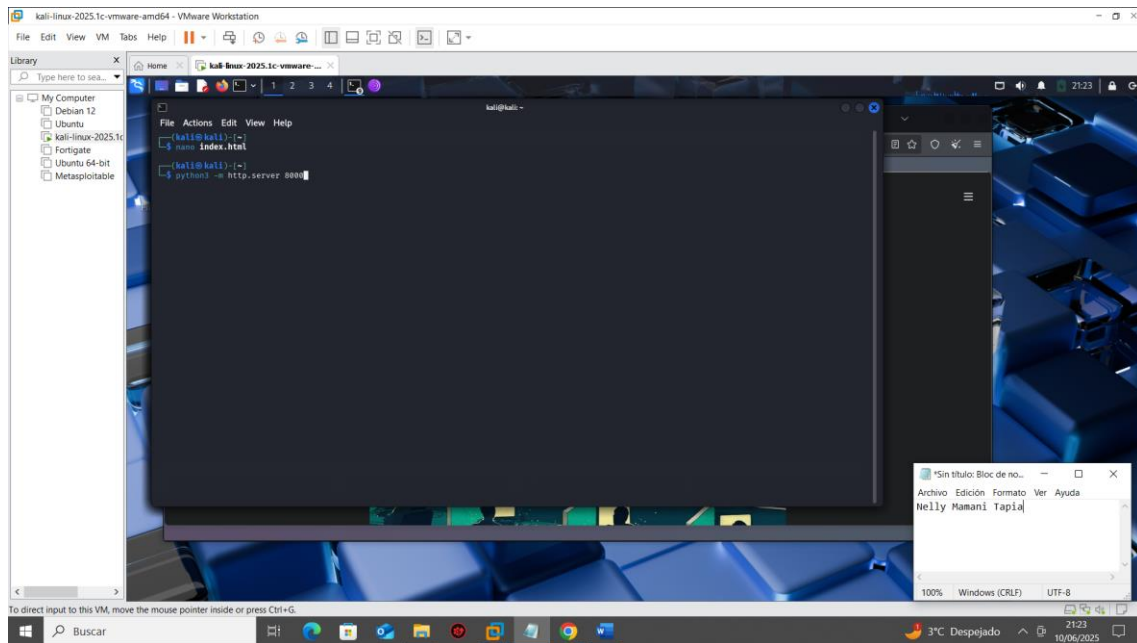 kali-linux-2025.1c-vmware-amd64 - VMware Workstation
File Edit View VM Tabs Help
Library
Type here to sea...
Home
kali-linux-2025.1c-vmware-...
My Computer
Debian 12
Ubuntu
kali-linux-2025.1c
Fortigate
Ubuntu 64-bit
Metasploitable
1 2 3 4
21:23
kali@kali: ~
File Actions Edit View Help
(kali㉿kali)-[~]
$ nano index.html
(kali㉿kali)-[~]
$ python3 -m http.server 8000
*Sin título: Bloc de no...
Archivo Edición Formato Ver Ayuda
Nelly Mamani Tapia
100% Windows (CRLF) UTF-8
To direct input to this VM, move the mouse pointer inside or press Ctrl+G.
Buscar
3°C Despejado
21:23
10/06/2025